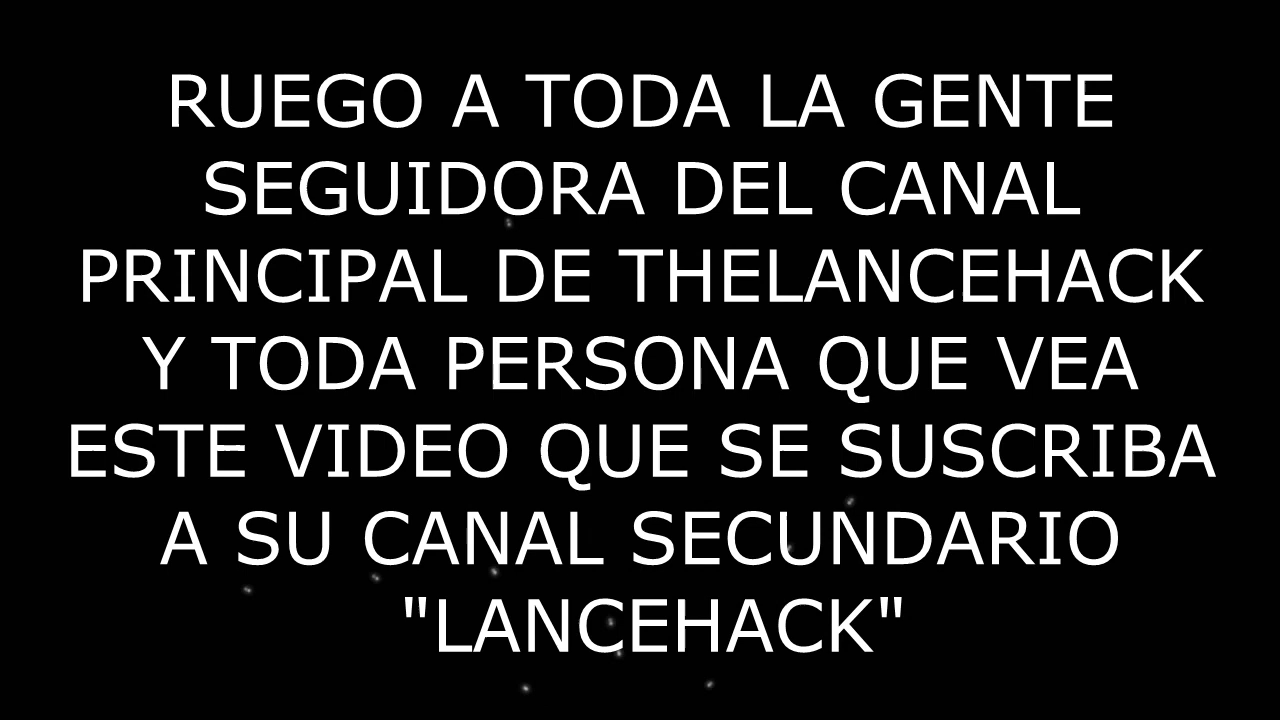 RUEGO A TODA LA GENTE
SEGUIDORA DEL CANAL
PRINCIPAL DE THELANCEHACK
Y TODA PERSONA QUE VEA
ESTE VIDEO QUE SE SUSCRIBA
A SU CANAL SECUNDARIO
"LANCEHACK"